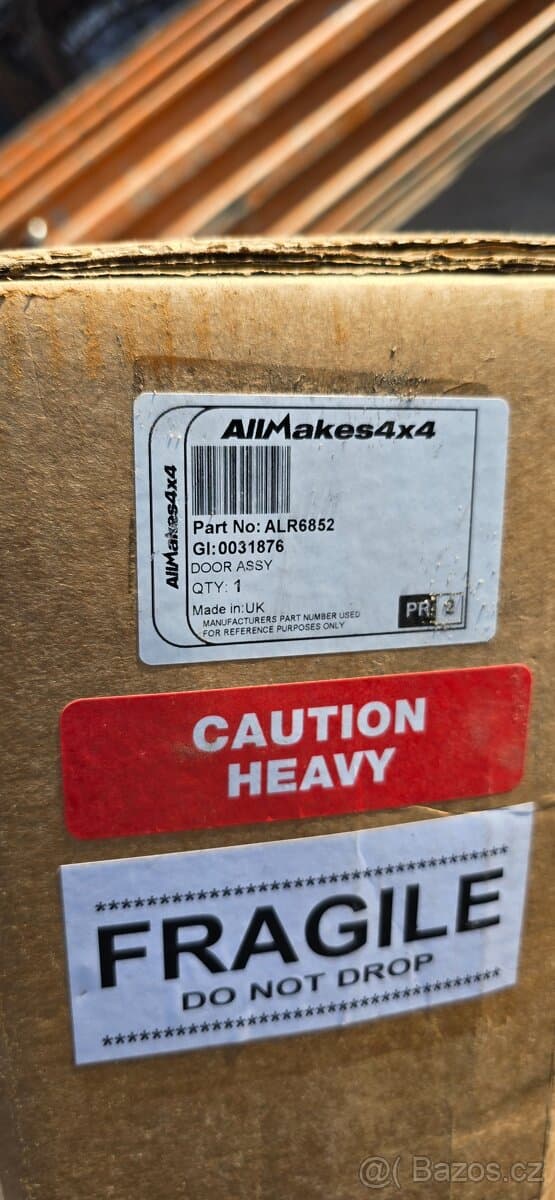 AllMakes4x4
AllMakes4x4
Part No: ALR6852
GI:0031876
DOOR ASSY
QTY: 1
Made in:UK
MANUFACTURERS PART NUMBER USED
FOR REFERENCE PURPOSES ONLY
PR 2
CAUTION
HEAVY
**********************************
FRAGILE
DO NOT DROP
**********************************
@( Bazos.cz